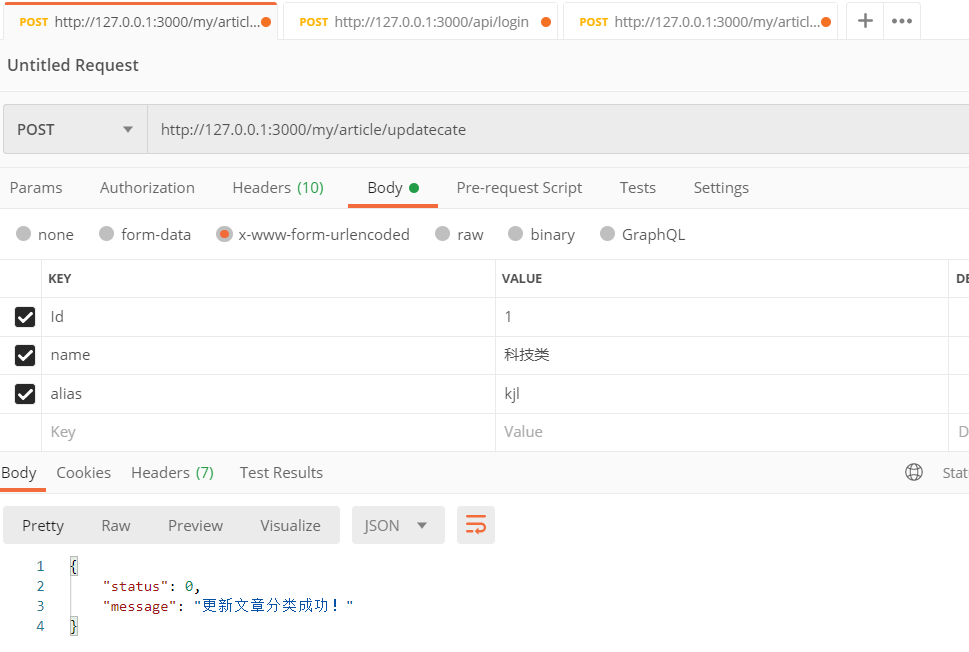 POST http://127.0.0.1:3000/my/articl... POST http://127.0.0.1:3000/api/login POST http://127.0.0.1:3000/my/articl...
Untitled Request
POST http://127.0.0.1:3000/my/article/updatecate
Params Authorization Headers (10) Body Pre-request Script Tests Settings
none form-data x-www-form-urlencoded raw binary GraphQL
KEY VALUE DE
Id 1
name 科技类
alias kjl
Key Value D
Body Cookies Headers (7) Test Results Stat
Pretty Raw Preview Visualize JSON
1 {
2 "status": 0,
3 "message": "更新文章分类成功！"
4 }